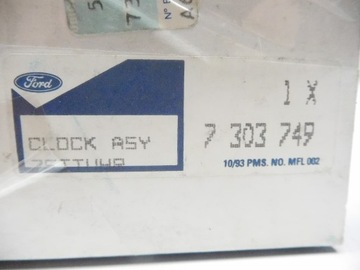 Ford
1 X
CLOCK ASY
7 303 749
10/93 PMS. NO. MFL 002